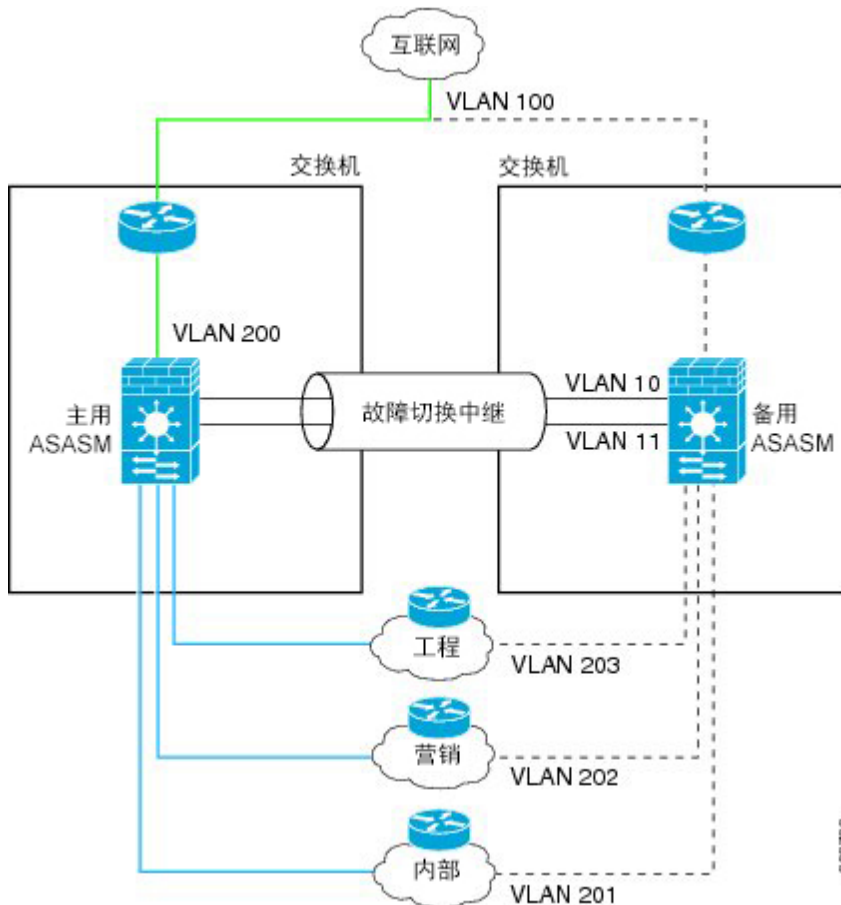 互联网
VLAN 100
交换机
交换机
VLAN 200
主用
ASASM
故障切换中继
VLAN 10
VLAN 11
备用
ASASM
工程
VLAN 203
营销
VLAN 202
内部
VLAN 201